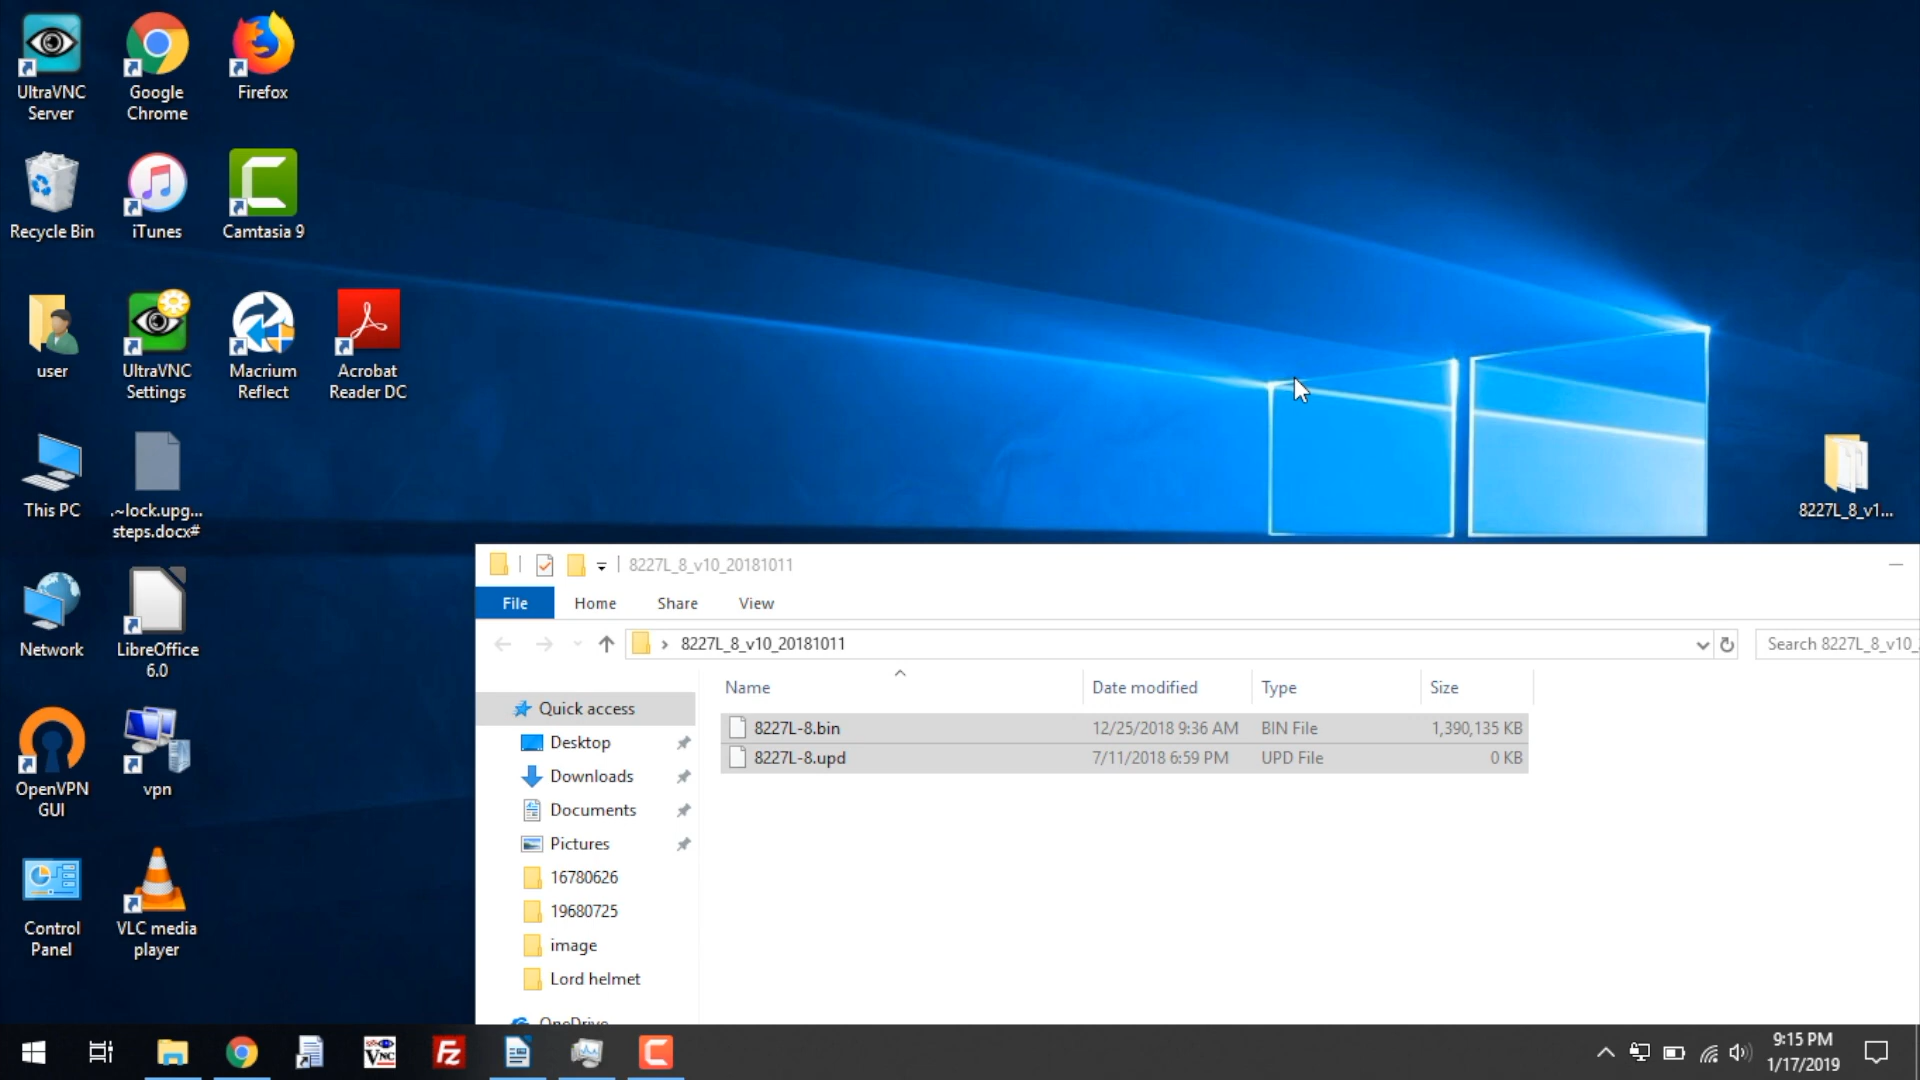 UltraVNC
Server
Google
Chrome
Firefox
Recycle Bin
iTunes
Camtasia 9
user
UltraVNC
Settings
Macrium
Reflect
Acrobat
Reader DC
This PC
.~lock.upg...
steps.docx#
8227L_8_v1...
Network
LibreOffice
6.0
OpenVPN
GUI
vpn
Control
Panel
VLC media
player
8227L_8_v10_20181011
File Home Share View
8227L_8_v10_20181011
Search 8227L_8_v10_
Name Date modified Type Size
Quick access
Desktop
Downloads
Documents
Pictures
16780626
19680725
image
Lord helmet
OneDrive
8227L-8.bin 12/25/2018 9:36 AM BIN File 1,390,135 KB
8227L-8.upd 7/11/2018 6:59 PM UPD File 0 KB
VNC
Fz
9:15 PM
1/17/2019